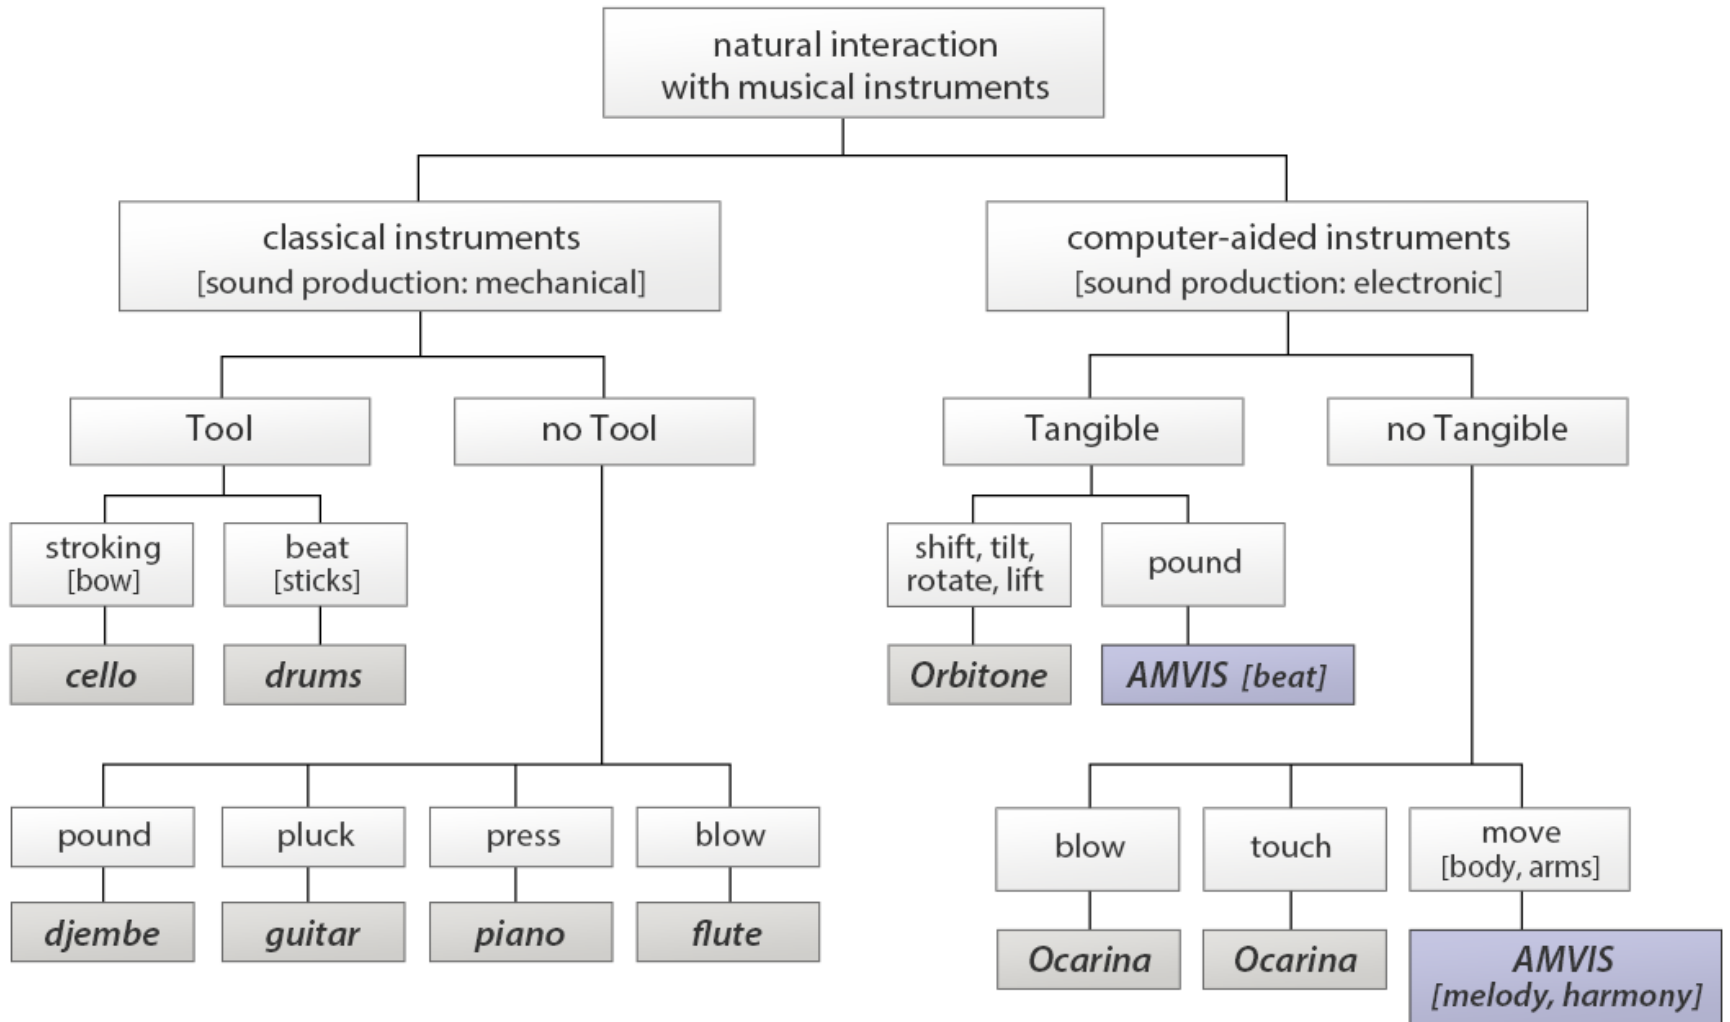 natural interaction
with musical instruments
classical instruments
[sound production: mechanical]
computer-aided instruments
[sound production: electronic]
Tool
no Tool
Tangible
no Tangible
stroking
[bow]
beat
[sticks]
shift, tilt,
rotate, lift
pound
cello
drums
Orbitone
AMVIS [beat]
pound
pluck
press
blow
blow
touch
move
[body, arms]
djembe
guitar
piano
flute
Ocarina
Ocarina
AMVIS
[melody, harmony]